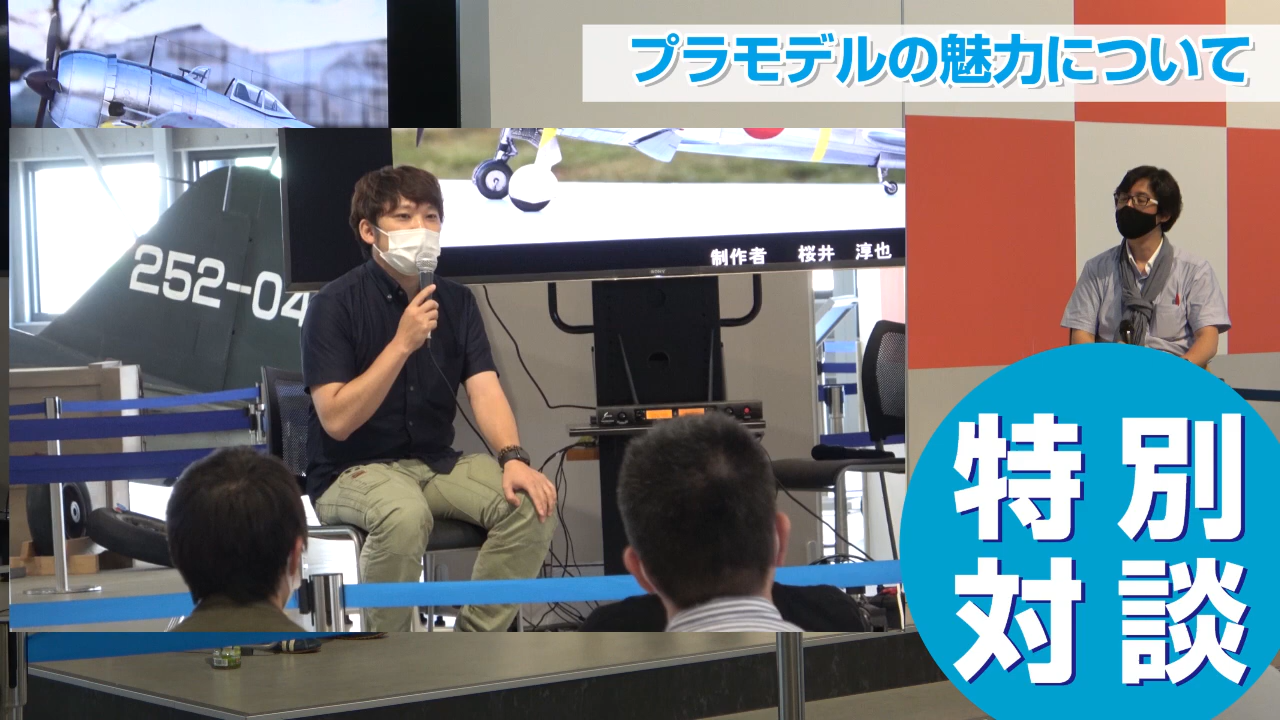 プラモデルの魅力について
252-04
制作者 桜井 淳也
特別
対談